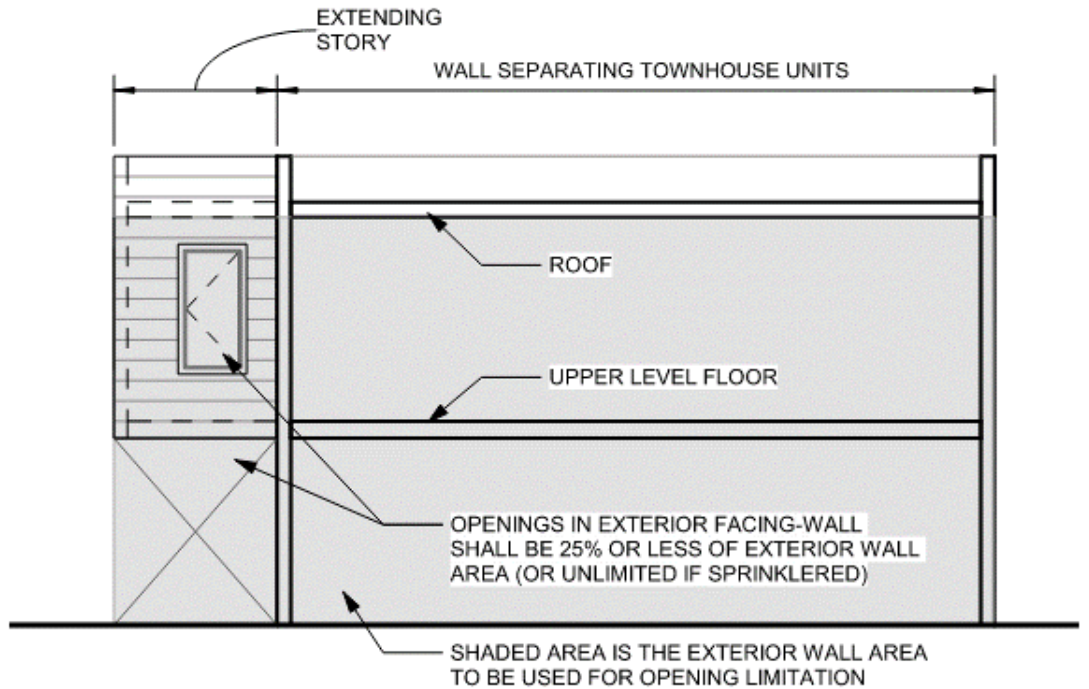 EXTENDING
STORY
WALL SEPARATING TOWNHOUSE UNITS
ROOF
UPPER LEVEL FLOOR
OPENINGS IN EXTERIOR FACING-WALL
SHALL BE 25% OR LESS OF EXTERIOR WALL
AREA (OR UNLIMITED IF SPRINKLERED)
SHADED AREA IS THE EXTERIOR WALL AREA
TO BE USED FOR OPENING LIMITATION